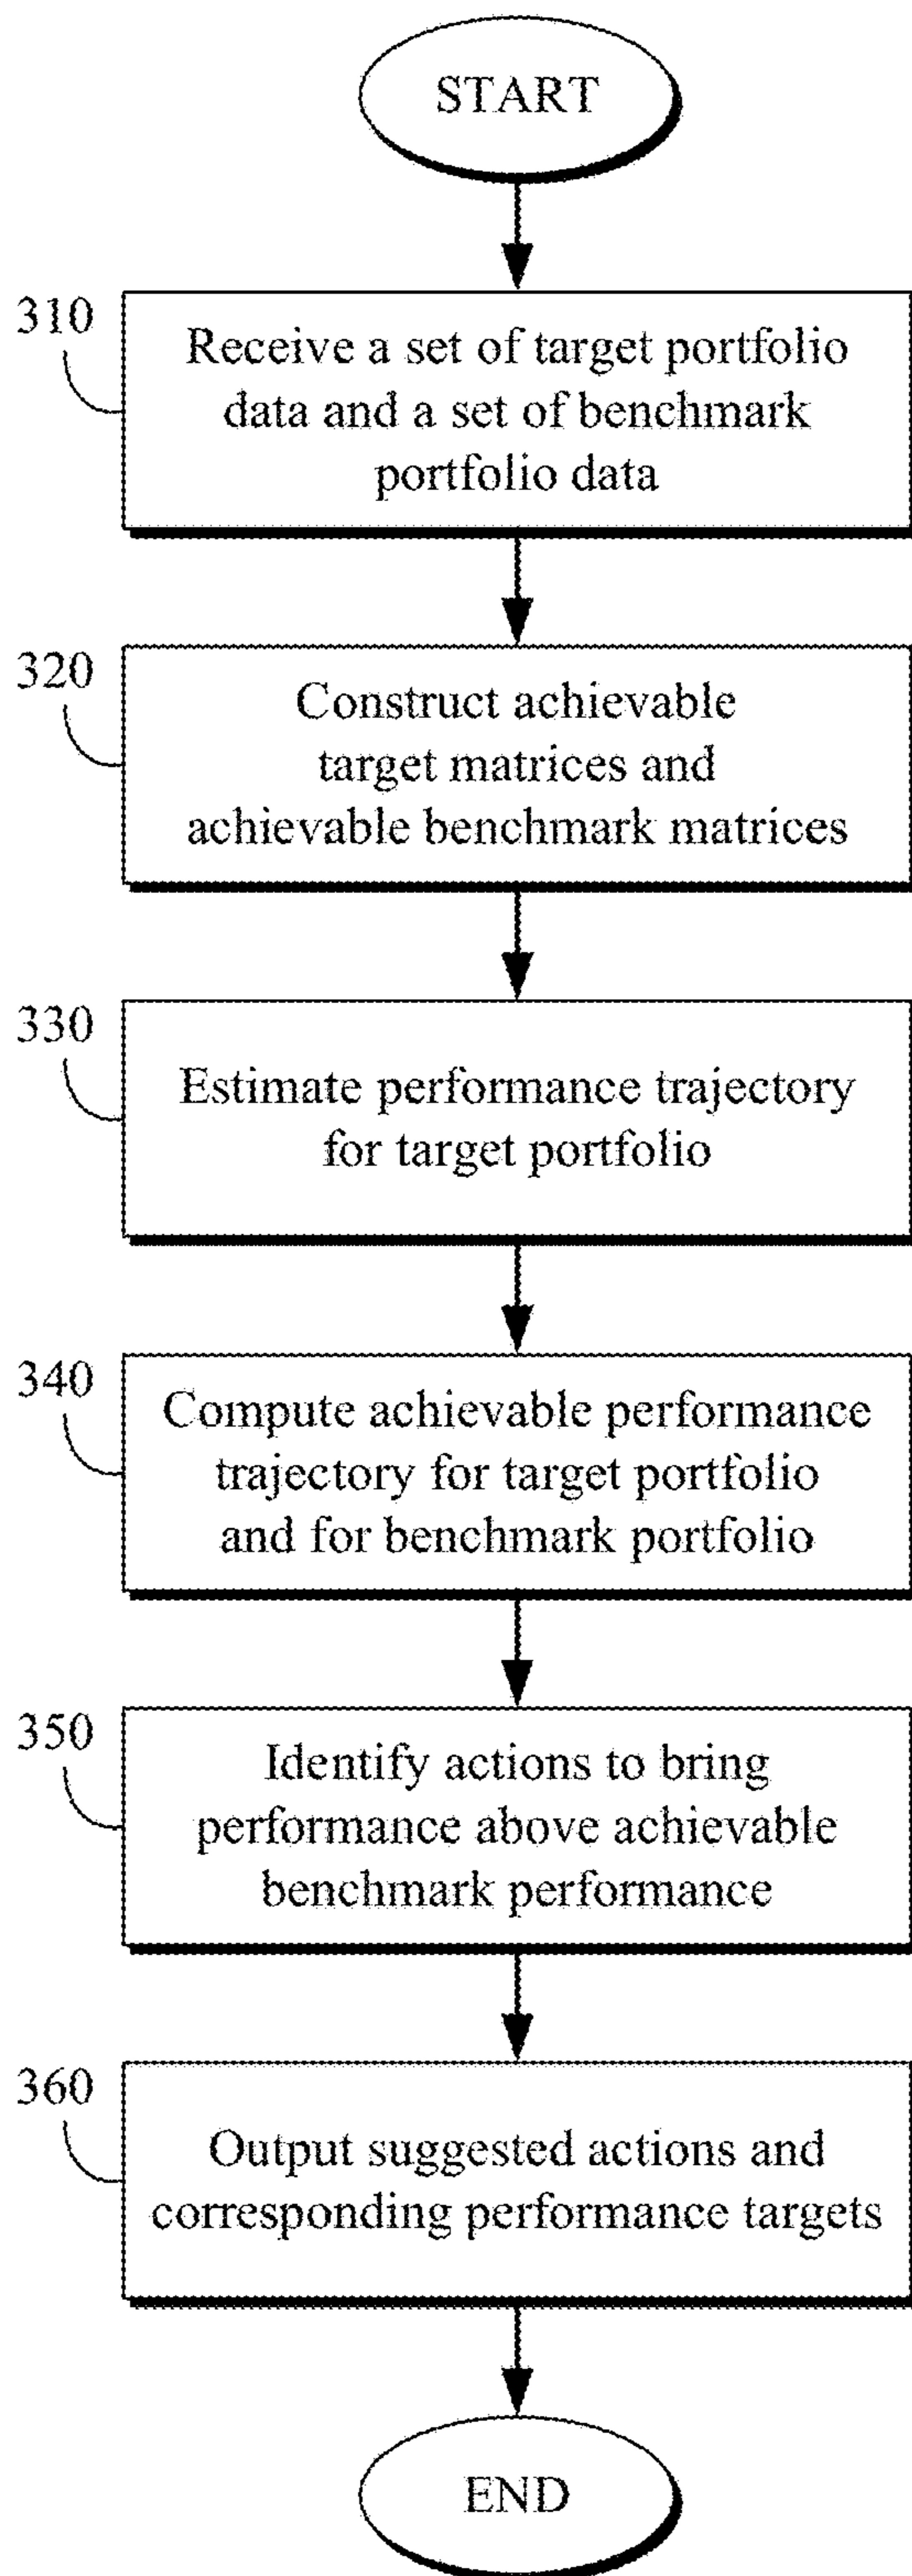 START
310
Receive a set of target portfolio
data and a set of benchmark
portfolio data
320
Construct achievable
target matrices and
achievable benchmark matrices
330
Estimate performance trajectory
for target portfolio
340
Compute achievable performance
trajectory for target portfolio
and for benchmark portfolio
350
Identify actions to bring
performance above achievable
benchmark performance
360
Output suggested actions and
corresponding performance targets
END